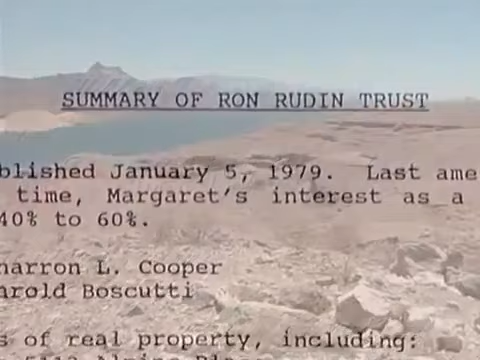 SUMMARY OF RON RUDIN TRUST
blished January 5, 1979. Last ame
time, Margaret's interest as a
40% to 60%.
harron L. Cooper
arold Boscutti
s of real property, including: